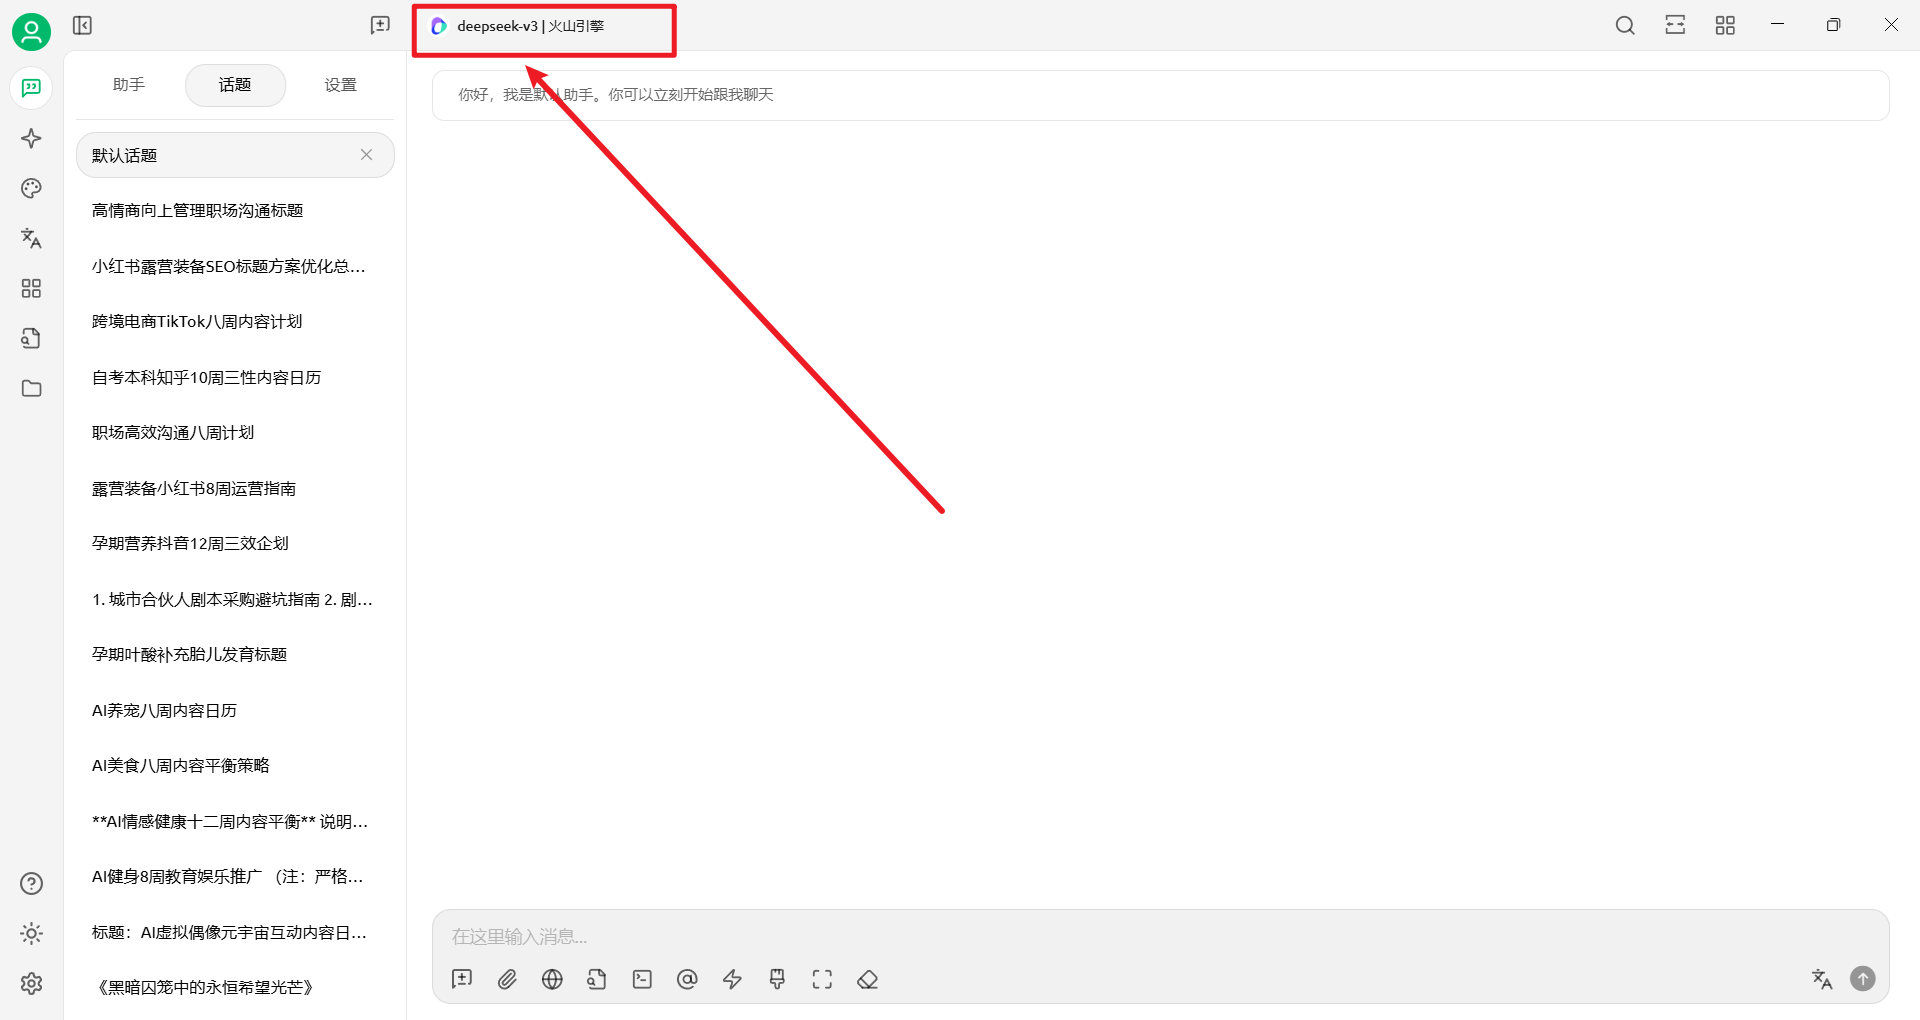 deepseek-v3 | 火山引擎
助手 话题 设置
你好，我是默认助手。你可以立刻开始跟我聊天
默认话题
高情商向上管理职场沟通标题
小红书露营装备SEO标题方案优化总...
跨境电商TikTok八周内容计划
自考本科知乎10周三性内容日历
职场高效沟通八周计划
露营装备小红书8周运营指南
孕期营养抖音12周三效企划
1. 城市合伙人剧本采购避坑指南 2. 剧...
孕期叶酸补充胎儿发育标题
AI养宠八周内容日历
AI美食八周内容平衡策略
**AI情感健康十二周内容平衡** 说明...
AI健身8周教育娱乐推广 （注：严格...
标题：AI虚拟偶像元宇宙互动内容日...
《黑暗囚笼中的永恒希望光芒》
在这里输入消息...